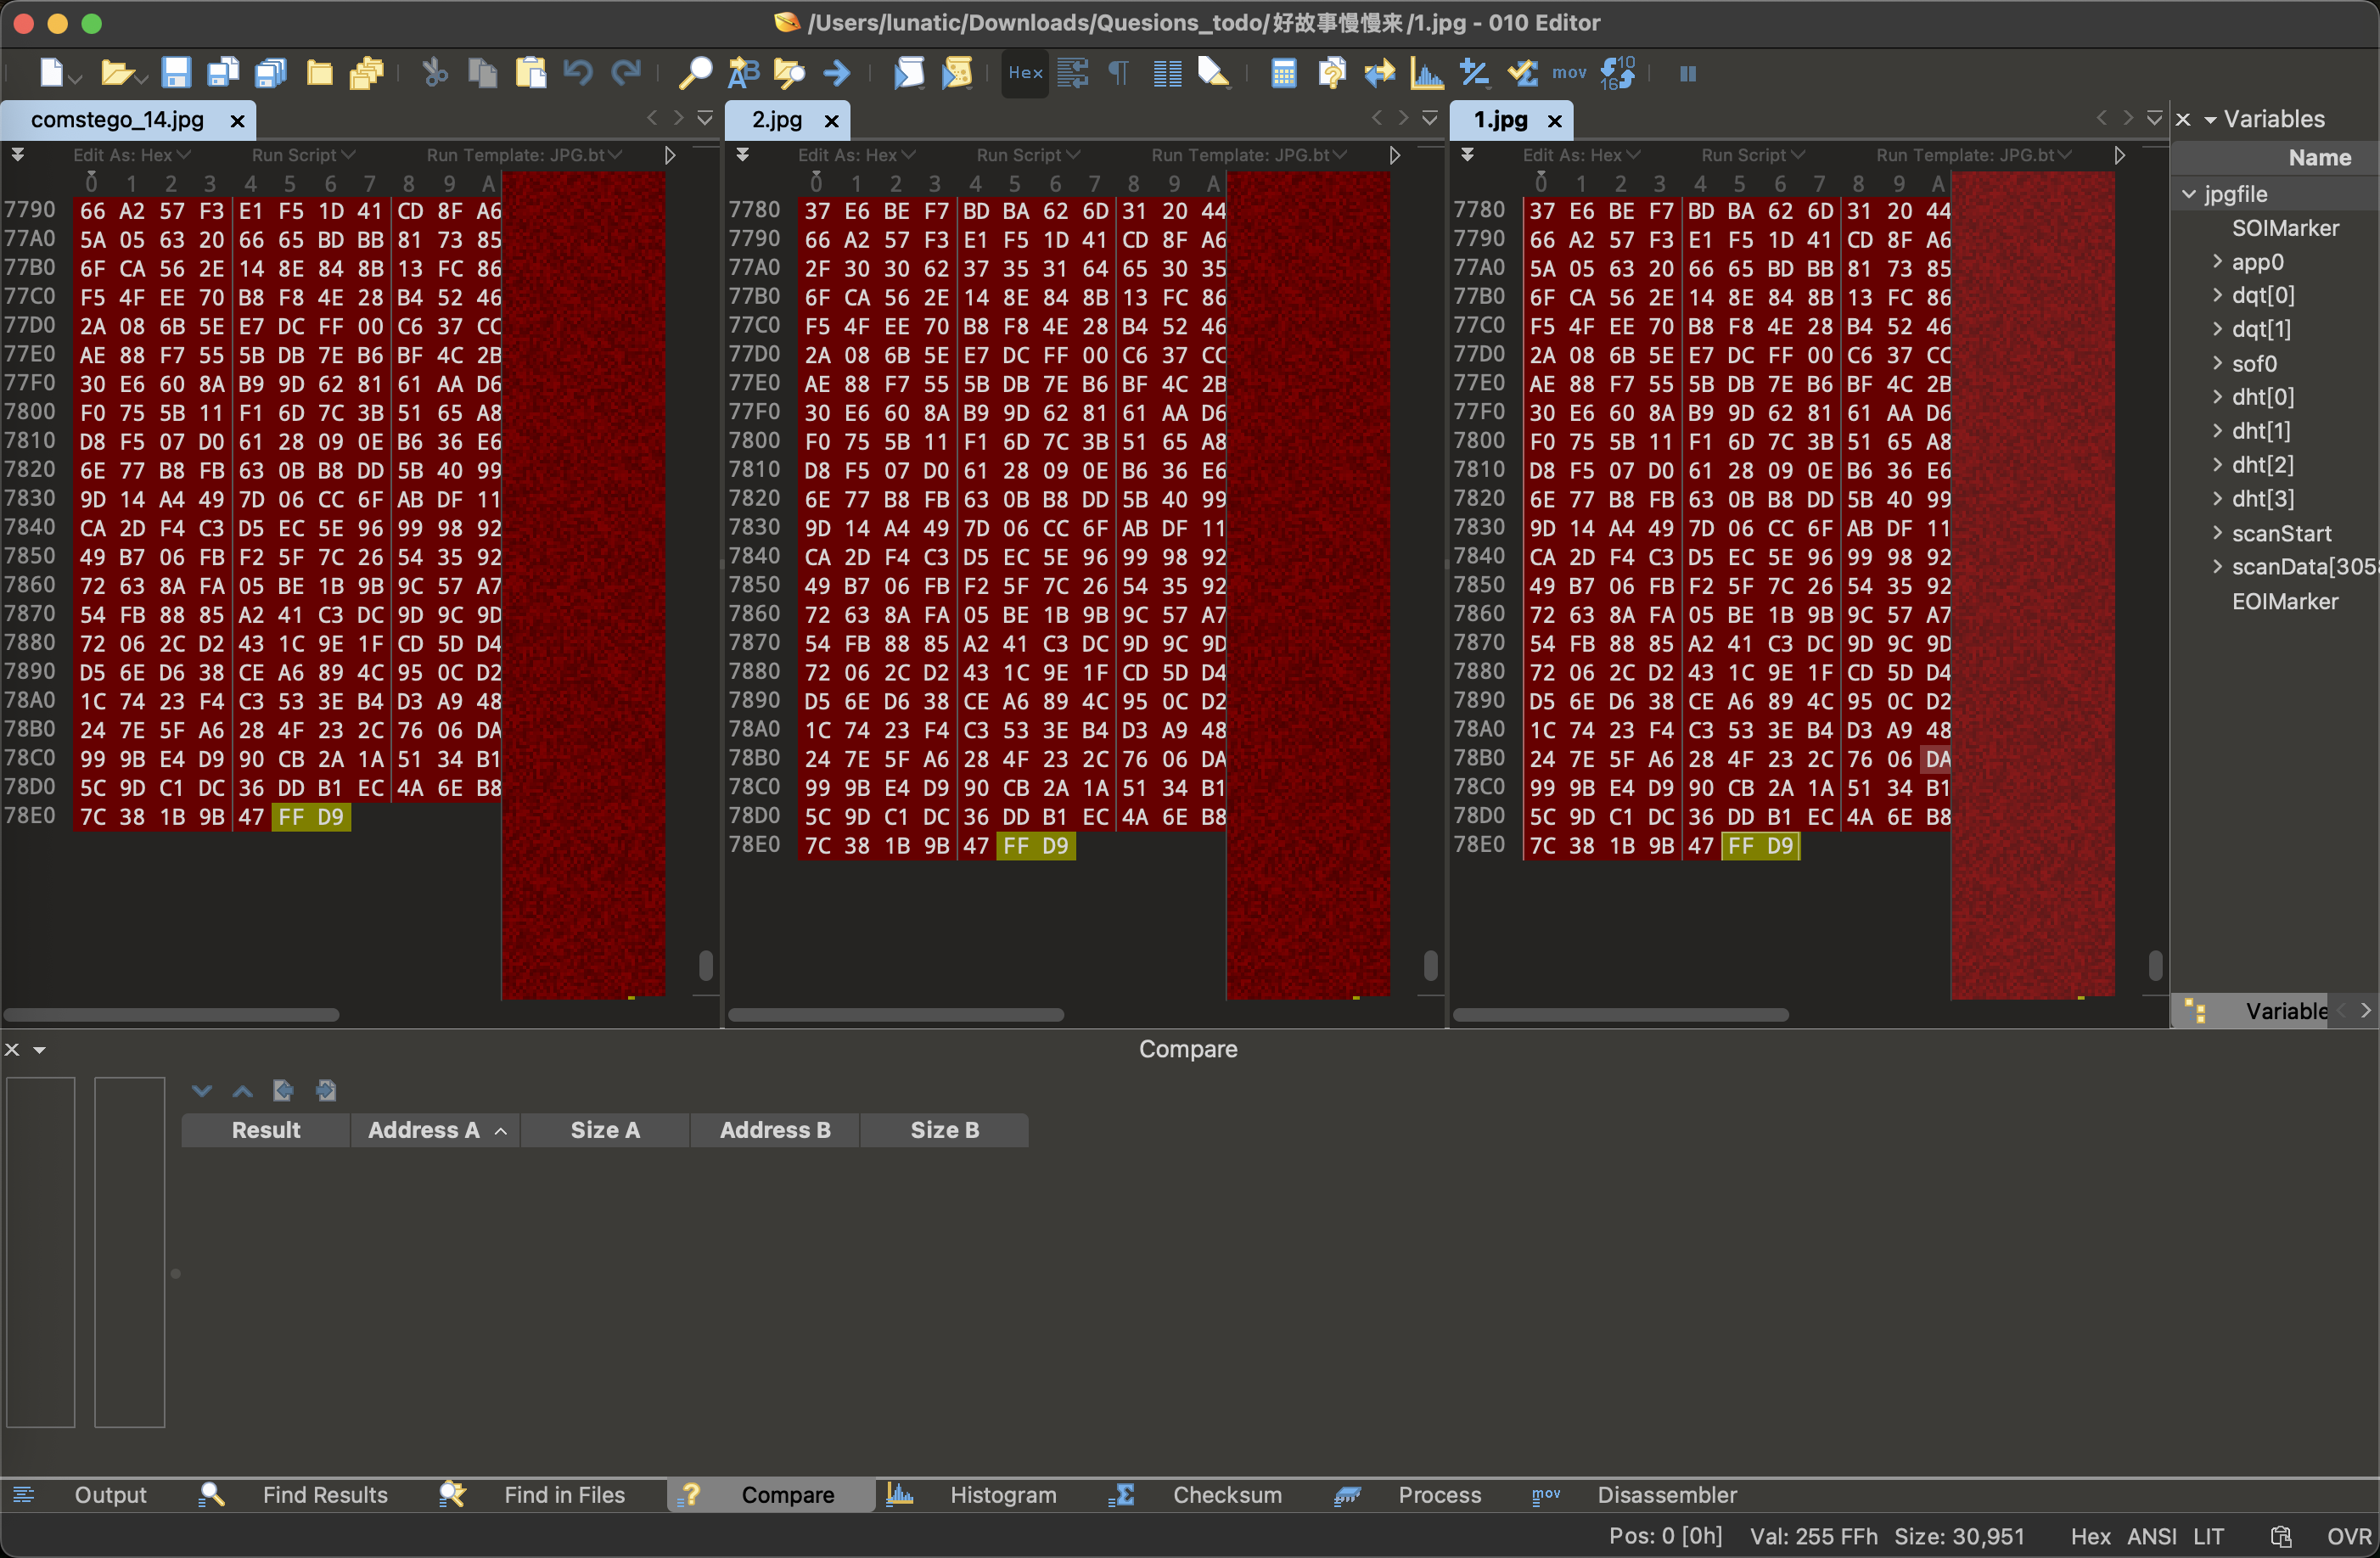 /Users/lunatic/Downloads/Quesions_todo/好故事慢慢来/1.jpg - 010 Editor
Hex
mov
10
16
comstego_14.jpg
2.jpg
1.jpg
Variables
Edit As: Hex Run Script Run Template: JPG.bt
0 1 2 3 4 5 6 7 8 9 A
7790 66 A2 57 F3 E1 F5 1D 41 CD 8F A6
77A0 5A 05 63 20 66 65 BD BB 81 73 85
77B0 6F CA 56 2E 14 8E 84 8B 13 FC 86
77C0 F5 4F EE 70 B8 F8 4E 28 B4 52 46
77D0 2A 08 6B 5E E7 DC FF 00 C6 37 CC
77E0 AE 88 F7 55 5B DB 7E B6 BF 4C 2B
77F0 30 E6 60 8A B9 9D 62 81 61 AA D6
7800 F0 75 5B 11 F1 6D 7C 3B 51 65 A8
7810 D8 F5 07 D0 61 28 09 0E B6 36 E6
7820 6E 77 B8 FB 63 0B B8 DD 5B 40 99
7830 9D 14 A4 49 7D 06 CC 6F AB DF 11
7840 CA 2D F4 C3 D5 EC 5E 96 99 98 92
7850 49 B7 06 FB F2 5F 7C 26 54 35 92
7860 72 63 8A FA 05 BE 1B 9B 9C 57 A7
7870 54 FB 88 85 A2 41 C3 DC 9D 9C 9D
7880 72 06 2C D2 43 1C 9E 1F CD 5D D4
7890 D5 6E D6 38 CE A6 89 4C 95 0C D2
78A0 1C 74 23 F4 C3 53 3E B4 D3 A9 48
78B0 24 7E 5F A6 28 4F 23 2C 76 06 DA
78C0 99 9B E4 D9 90 CB 2A 1A 51 34 B1
78D0 5C 9D C1 DC 36 DD B1 EC 4A 6E B8
78E0 7C 38 1B 9B 47 FF D9
Edit As: Hex Run Script Run Template: JPG.bt
0 1 2 3 4 5 6 7 8 9 A
7780 37 E6 BE F7 BD BA 62 6D 31 20 44
7790 66 A2 57 F3 E1 F5 1D 41 CD 8F A6
77A0 2F 30 30 62 37 35 31 64 65 30 35
77B0 6F CA 56 2E 14 8E 84 8B 13 FC 86
77C0 F5 4F EE 70 B8 F8 4E 28 B4 52 46
77D0 2A 08 6B 5E E7 DC FF 00 C6 37 CC
77E0 AE 88 F7 55 5B DB 7E B6 BF 4C 2B
77F0 30 E6 60 8A B9 9D 62 81 61 AA D6
7800 F0 75 5B 11 F1 6D 7C 3B 51 65 A8
7810 D8 F5 07 D0 61 28 09 0E B6 36 E6
7820 6E 77 B8 FB 63 0B B8 DD 5B 40 99
7830 9D 14 A4 49 7D 06 CC 6F AB DF 11
7840 CA 2D F4 C3 D5 EC 5E 96 99 98 92
7850 49 B7 06 FB F2 5F 7C 26 54 35 92
7860 72 63 8A FA 05 BE 1B 9B 9C 57 A7
7870 54 FB 88 85 A2 41 C3 DC 9D 9C 9D
7880 72 06 2C D2 43 1C 9E 1F CD 5D D4
7890 D5 6E D6 38 CE A6 89 4C 95 0C D2
78A0 1C 74 23 F4 C3 53 3E B4 D3 A9 48
78B0 24 7E 5F A6 28 4F 23 2C 76 06 DA
78C0 99 9B E4 D9 90 CB 2A 1A 51 34 B1
78D0 5C 9D C1 DC 36 DD B1 EC 4A 6E B8
78E0 7C 38 1B 9B 47 FF D9
Edit As: Hex Run Script Run Template: JPG.bt
0 1 2 3 4 5 6 7 8 9 A
7780 37 E6 BE F7 BD BA 62 6D 31 20 44
7790 66 A2 57 F3 E1 F5 1D 41 CD 8F A6
77A0 5A 05 63 20 66 65 BD BB 81 73 85
77B0 6F CA 56 2E 14 8E 84 8B 13 FC 86
77C0 F5 4F EE 70 B8 F8 4E 28 B4 52 46
77D0 2A 08 6B 5E E7 DC FF 00 C6 37 CC
77E0 AE 88 F7 55 5B DB 7E B6 BF 4C 2B
77F0 30 E6 60 8A B9 9D 62 81 61 AA D6
7800 F0 75 5B 11 F1 6D 7C 3B 51 65 A8
7810 D8 F5 07 D0 61 28 09 0E B6 36 E6
7820 6E 77 B8 FB 63 0B B8 DD 5B 40 99
7830 9D 14 A4 49 7D 06 CC 6F AB DF 11
7840 CA 2D F4 C3 D5 EC 5E 96 99 98 92
7850 49 B7 06 FB F2 5F 7C 26 54 35 92
7860 72 63 8A FA 05 BE 1B 9B 9C 57 A7
7870 54 FB 88 85 A2 41 C3 DC 9D 9C 9D
7880 72 06 2C D2 43 1C 9E 1F CD 5D D4
7890 D5 6E D6 38 CE A6 89 4C 95 0C D2
78A0 1C 74 23 F4 C3 53 3E B4 D3 A9 48
78B0 24 7E 5F A6 28 4F 23 2C 76 06 DA
78C0 99 9B E4 D9 90 CB 2A 1A 51 34 B1
78D0 5C 9D C1 DC 36 DD B1 EC 4A 6E B8
78E0 7C 38 1B 9B 47 FF D9
Name
jpgfile
SOIMarker
app0
dqt[0]
dqt[1]
sof0
dht[0]
dht[1]
dht[2]
dht[3]
scanStart
scanData[305
EOIMarker
Variable
Compare
Result Address A Size A Address B Size B
Output Find Results Find in Files Compare Histogram Checksum Process mov Disassembler
Pos: 0 [0h] Val: 255 FFh Size: 30,951 Hex ANSI LIT OVR